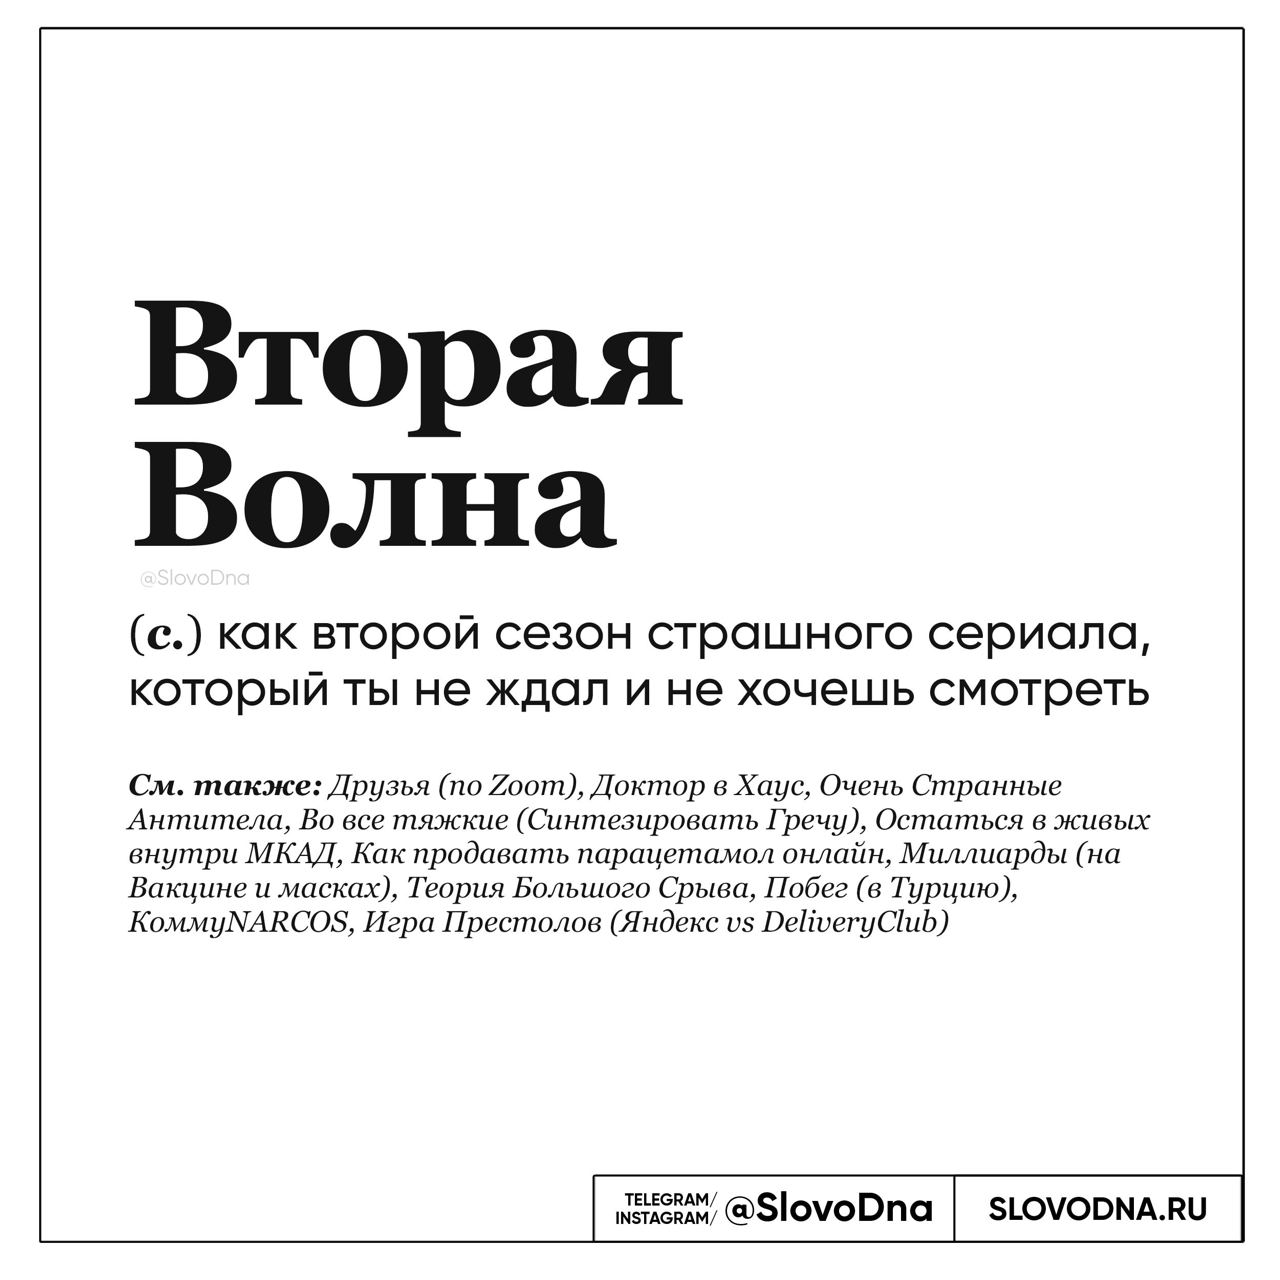 Вторая
Волна
@SlovoDna
(с.) как второй сезон страшного сериала,
который ты не ждал и не хочешь смотреть
См. также: Друзья (по Zoom), Доктор в Хаус, Очень Странные
Антитела, Во все тяжкие (Синтезировать Гречу), Остаться в живых
внутри МКАД, Как продавать парацетамол онлайн, Миллиарды (на
Вакцине и масках), Теория Большого Срыва, Побег (в Турцию),
КоммуNARCOS, Игра Престолов (Яндекс vs DeliveryClub)
TELEGRAM/
INSTAGRAM/
@SlovoDna
SLOVODNA.RU